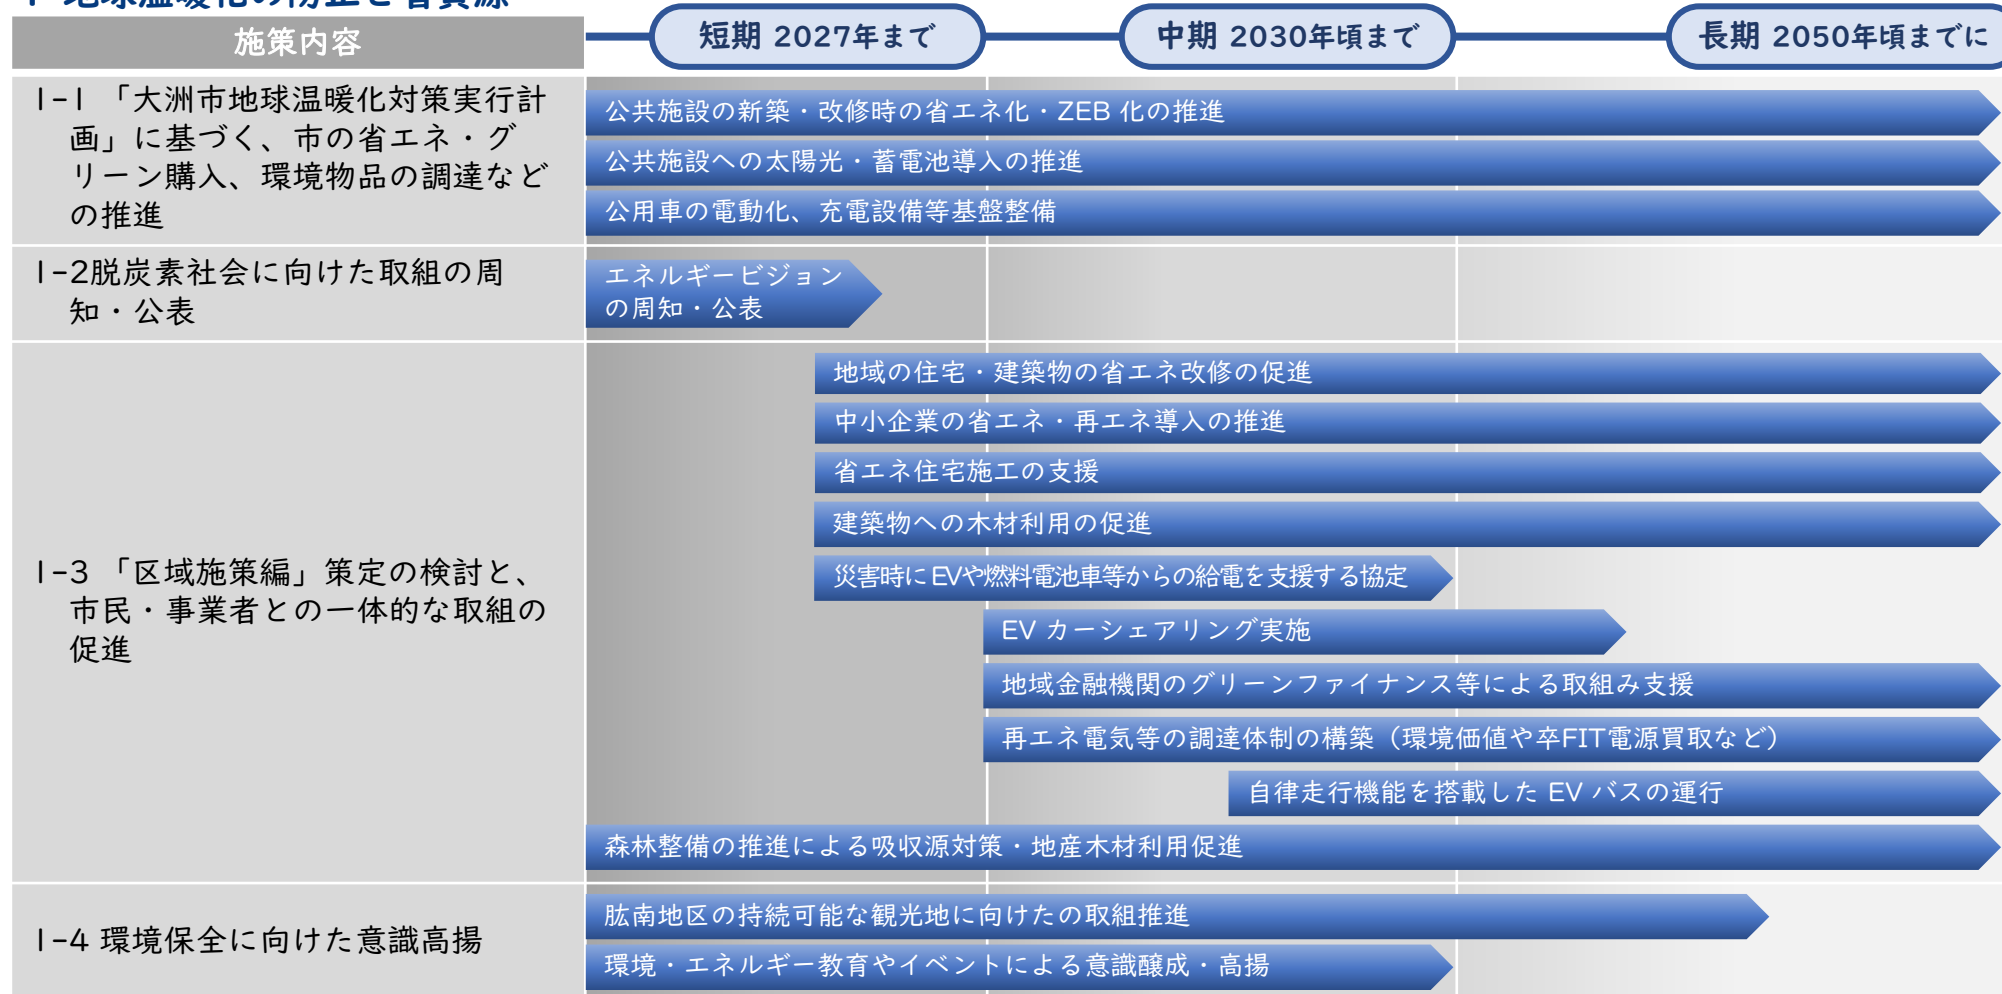 施策内容
短期 2027年まで
中期 2030年頃まで
長期 2050年頃までに
1-1 「大洲市地球温暖化対策実行計
画」に基づく、市の省エネ・グ
リーン購入、環境物品の調達など
の推進
公共施設の新築・改修時の省エネ化・ZEB 化の推進
公共施設への太陽光・蓄電池導入の推進
公用車の電動化、充電設備等基盤整備
1-2脱炭素社会に向けた取組の周
知・公表
エネルギービジョン
の周知・公表
1-3 「区域施策編」策定の検討と、
市民・事業者との一体的な取組の
促進
地域の住宅・建築物の省エネ改修の促進
中小企業の省エネ・再エネ導入の推進
省エネ住宅施工の支援
建築物への木材利用の促進
災害時にEVや燃料電池車等からの給電を支援する協定
EV カーシェアリング実施
地域金融機関のグリーンファイナンス等による取組み支援
再エネ電気等の調達体制の構築（環境価値や卒FIT電源買取など）
自律走行機能を搭載した EV バスの運行
森林整備の推進による吸収源対策・地産木材利用促進
1-4 環境保全に向けた意識高揚
肱南地区の持続可能な観光地に向けたの取組推進
環境・エネルギー教育やイベントによる意識醸成・高揚